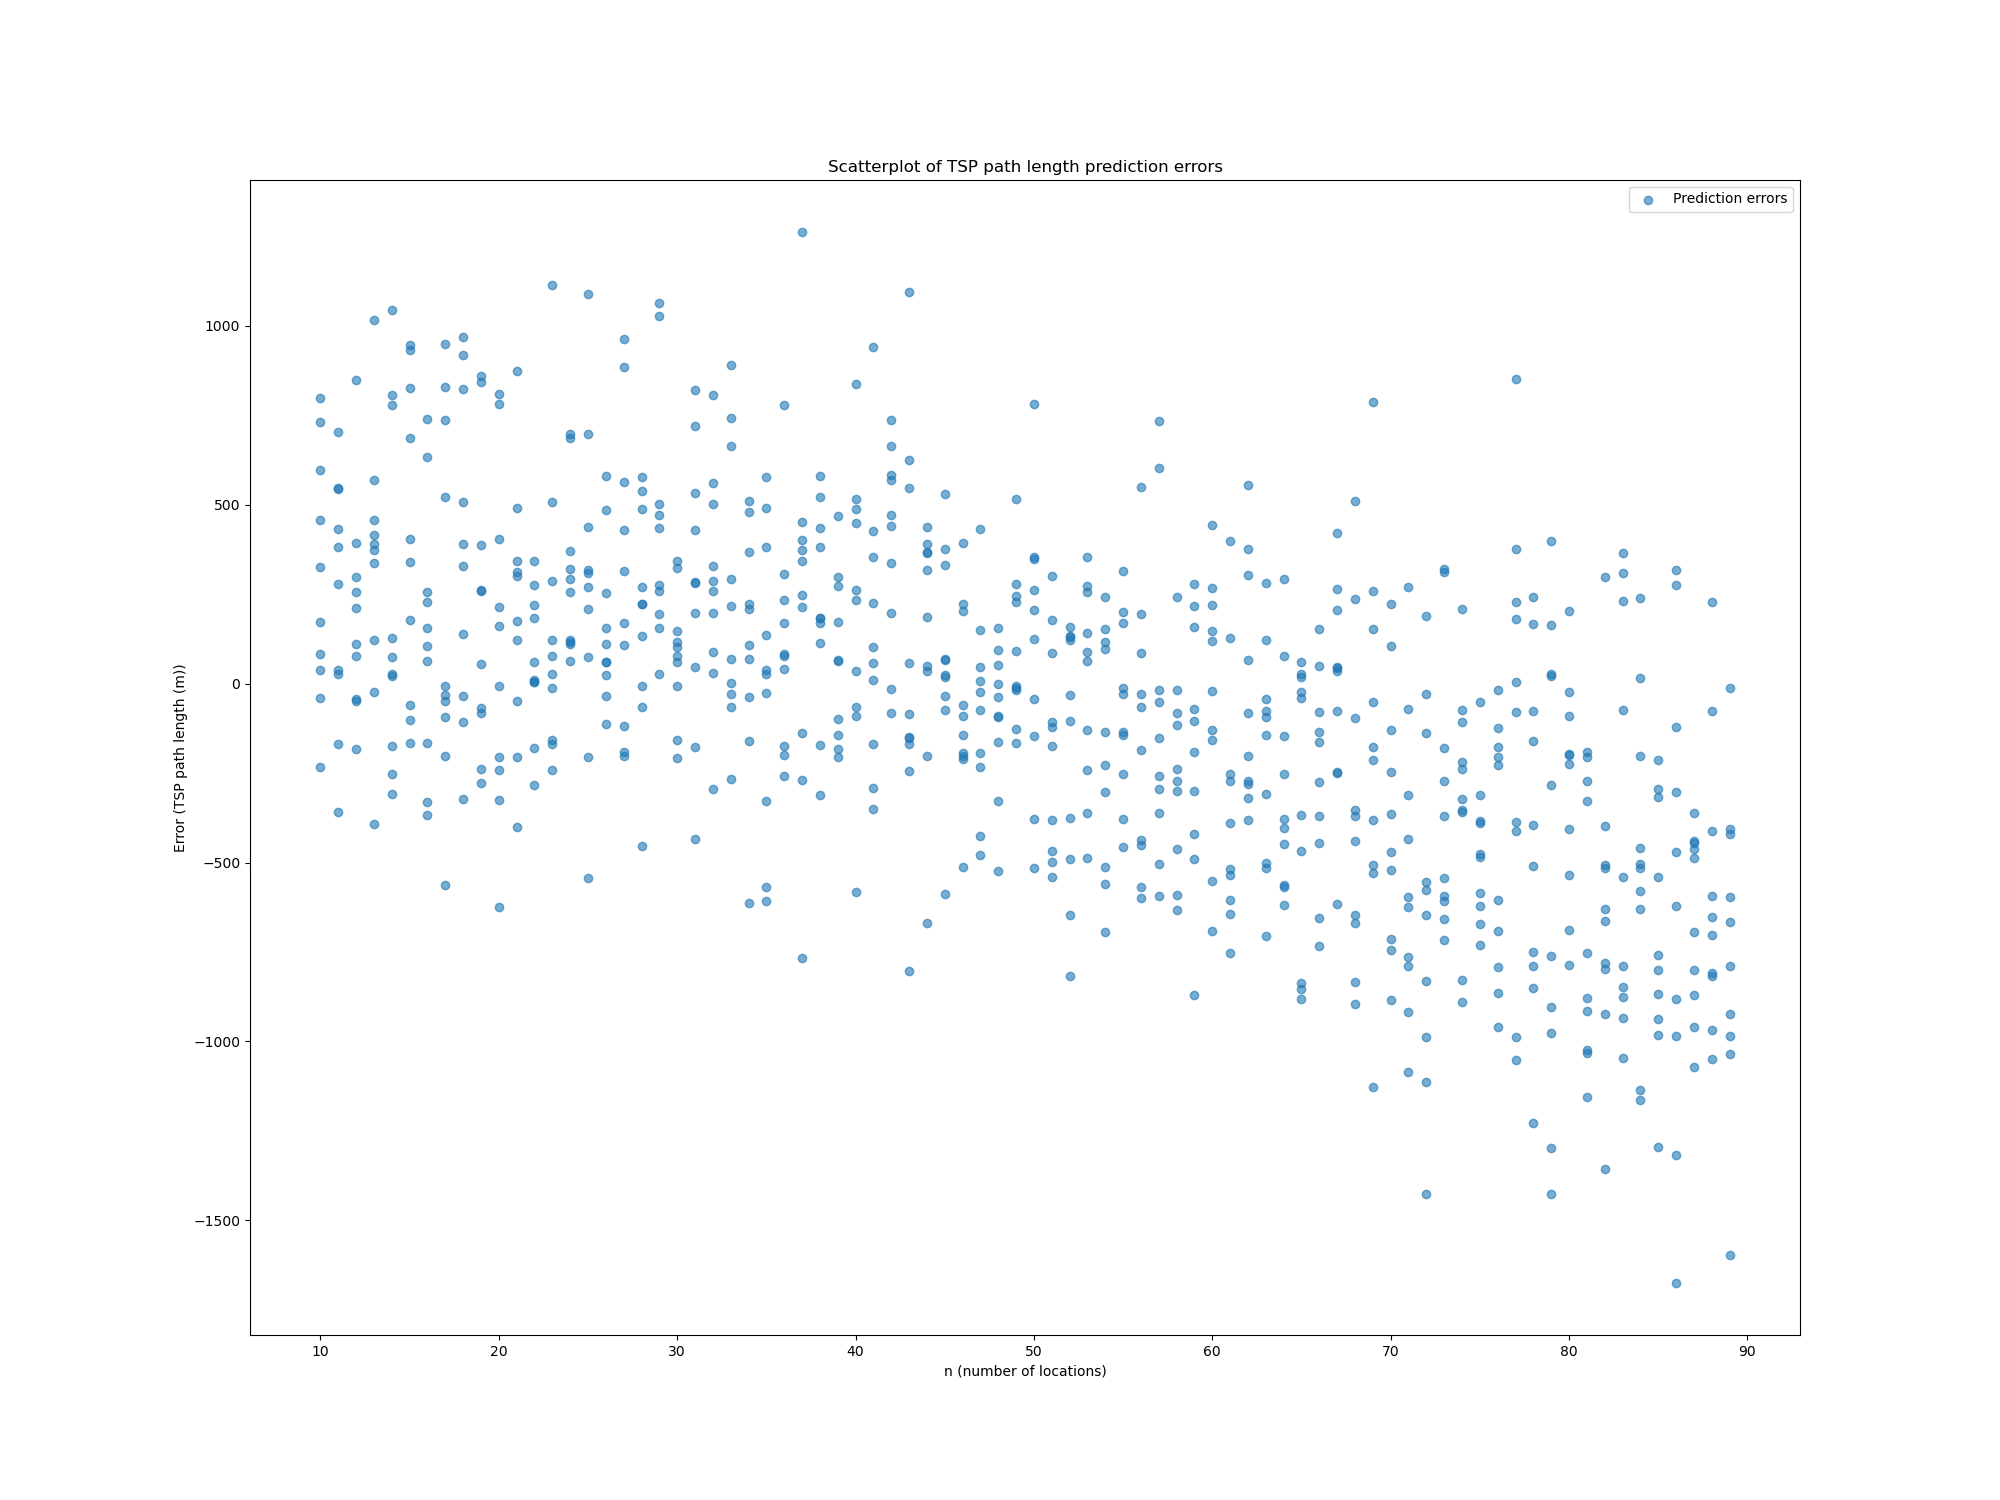 Scatterplot of TSP path length prediction errors
Prediction errors
Error (TSP path length (m))
1000
500
0
−500
−1000
−1500
10 20 30 40 50 60 70 80 90
n (number of locations)